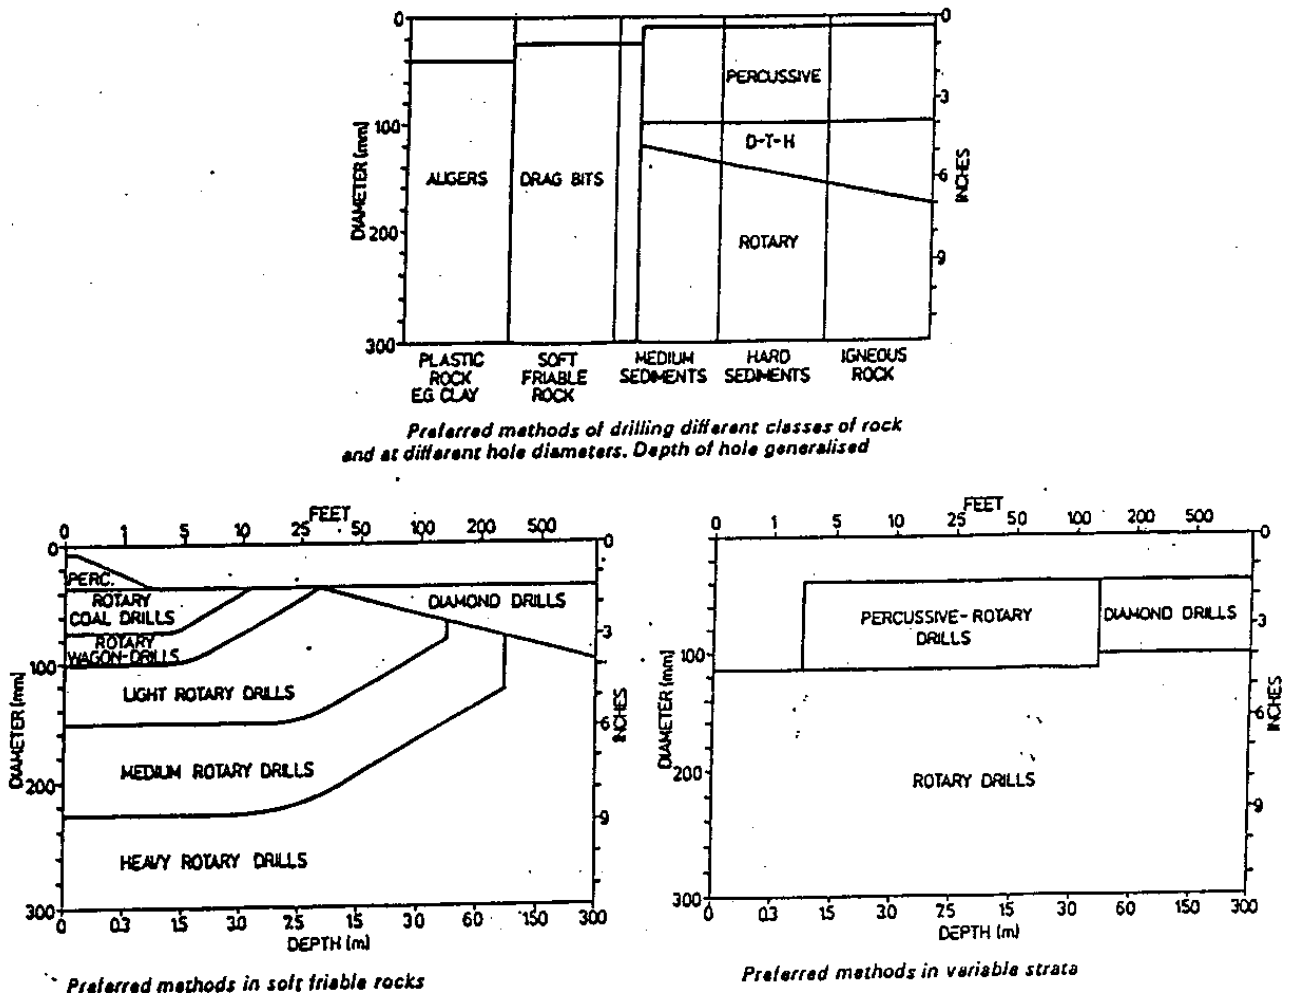 0
100
200
300
DIAMETER (mm)
0
3
6
9
INCHES
PERCUSSIVE
D-T-H
AUGERS
DRAG BITS
ROTARY
PLASTIC
ROCK
E.G. CLAY
SOFT
FRIABLE
ROCK
MEDIUM
SEDIMENTS
HARD
SEDIMENTS
IGNEOUS
ROCK
Preferred methods of drilling different classes of rock
and at different hole diameters. Depth of hole generalised
FEET
0 1 5 10 25 50 100 200 500
0
100
200
300
DIAMETER (mm)
0
3
6
9
INCHES
PERC.
ROTARY
COAL DRILLS
ROTARY
WAGON-DRILLS
DIAMOND DRILLS
LIGHT ROTARY DRILLS
MEDIUM ROTARY DRILLS
HEAVY ROTARY DRILLS
0 0.3 1.5 3.0 7.5 15 30 60 150 300
DEPTH (m)
Preferred methods in soft friable rocks
FEET
0 1 5 10 25 50 100 200 500
100
200
300
DIAMETER (mm)
0
3
6
9
INCHES
PERCUSSIVE-ROTARY
DRILLS
DIAMOND DRILLS
ROTARY DRILLS
0 0.3 1.5 3.0 7.5 15 30 60 150 300
DEPTH (m)
Preferred methods in variable strata